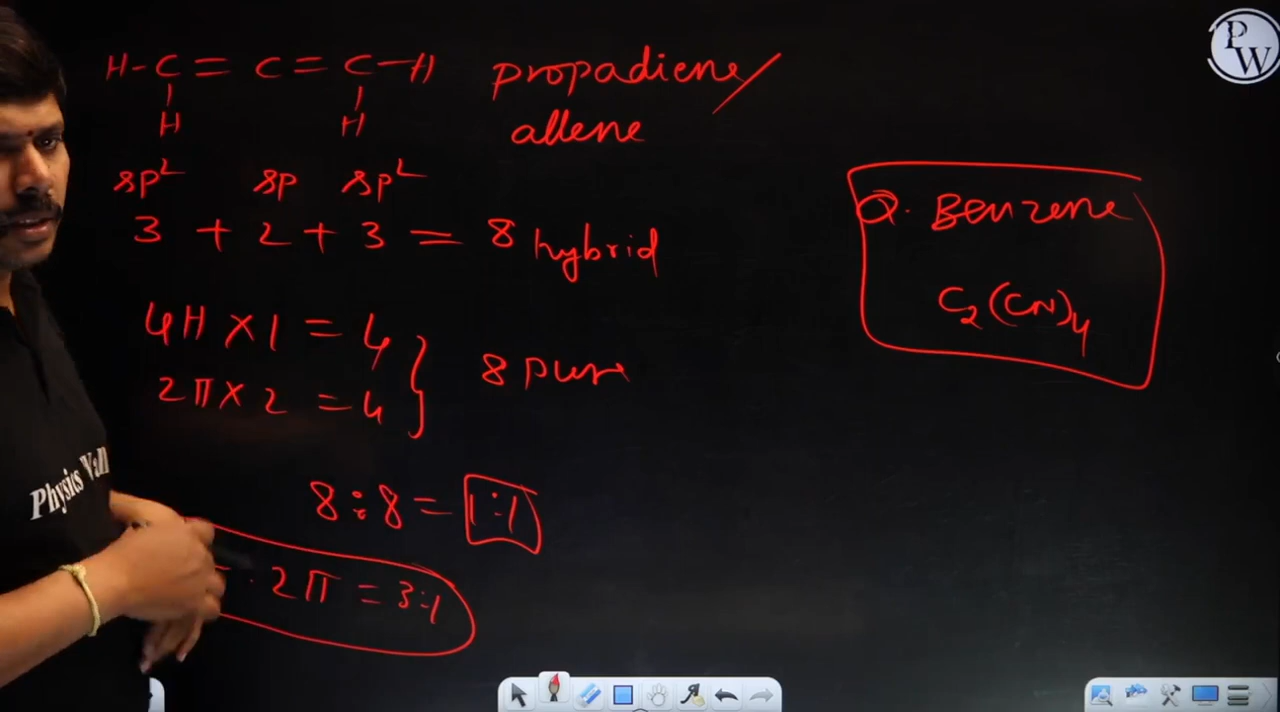 H-C=C=C-H propadiene/
H H allene
sp² sp sp²
3 + 2 + 3 = 8 hybrid
4H×1 = 4
2π×2 = 4 } 8 pure
8:8 = 1:1
2π = 3:1
Q. Benzene
C₂(CN)₄
PW
Physics Wall